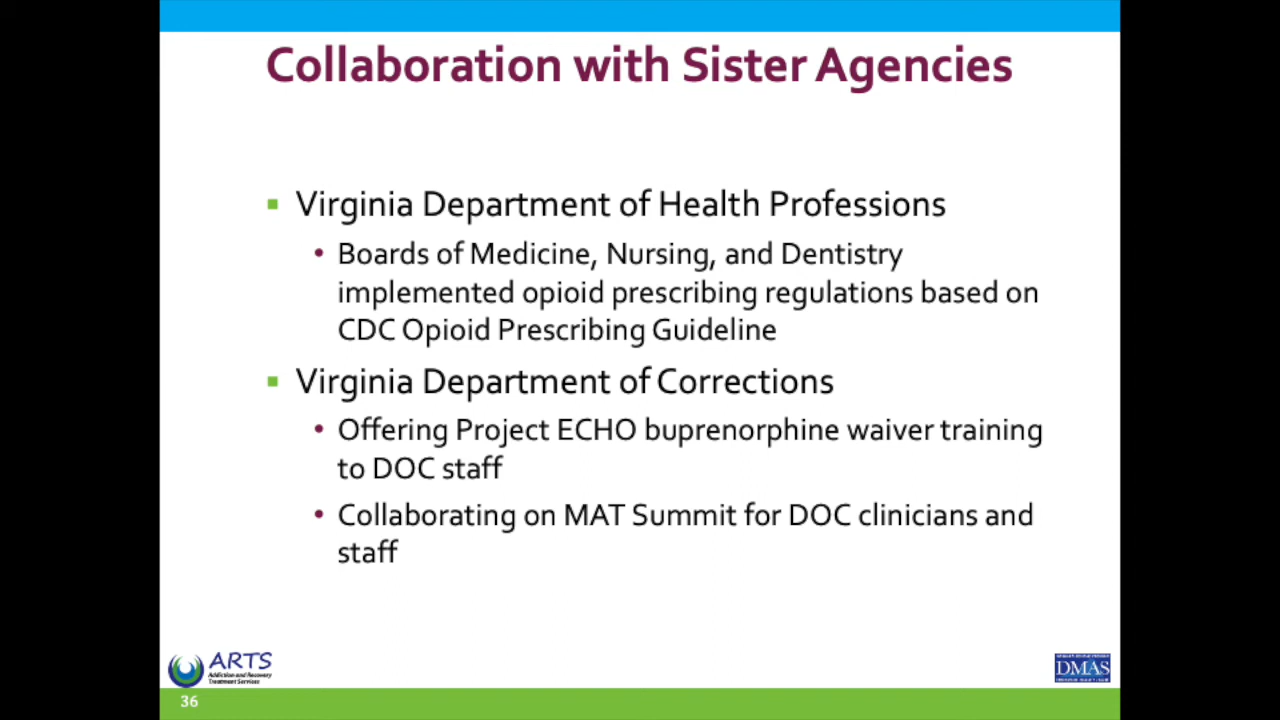 Collaboration with Sister Agencies
▪ Virginia Department of Health Professions
• Boards of Medicine, Nursing, and Dentistry
implemented opioid prescribing regulations based on
CDC Opioid Prescribing Guideline
▪ Virginia Department of Corrections
• Offering Project ECHO buprenorphine waiver training
to DOC staff
• Collaborating on MAT Summit for DOC clinicians and
staff
ARTS
Addiction and Recovery
Treatment Services
DMAS
36